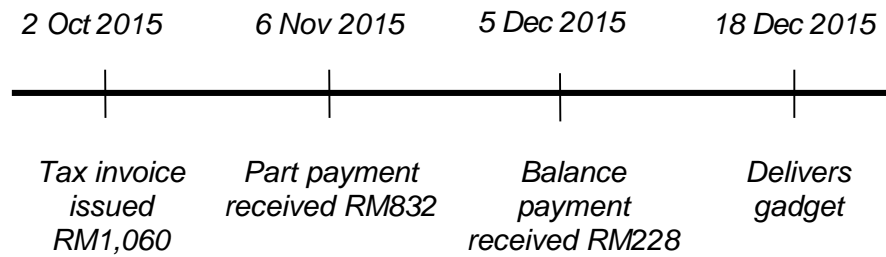 2 Oct 2015 6 Nov 2015 5 Dec 2015 18 Dec 2015
Tax invoice
issued
RM1,060
Part payment
received RM832
Balance
payment
received RM228
Delivers
gadget